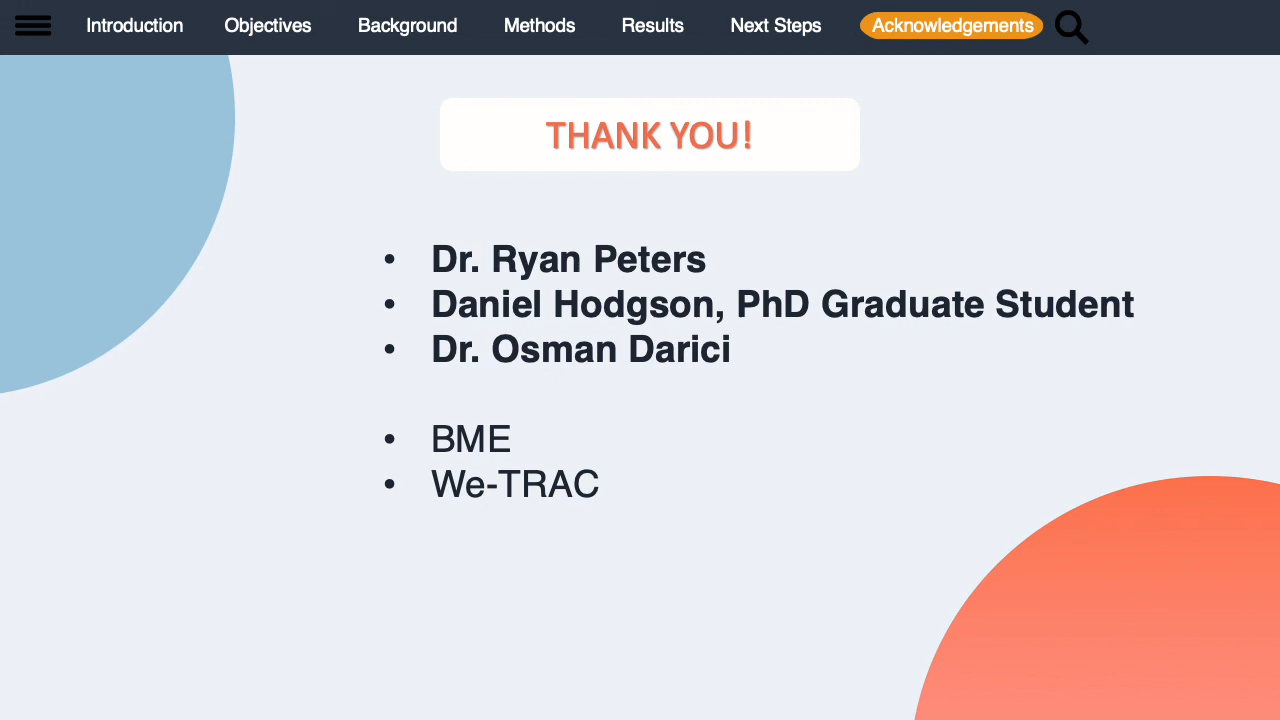 Introduction Objectives Background Methods Results Next Steps Acknowledgements
THANK YOU!
• Dr. Ryan Peters
• Daniel Hodgson, PhD Graduate Student
• Dr. Osman Darici
• BME
• We-TRAC